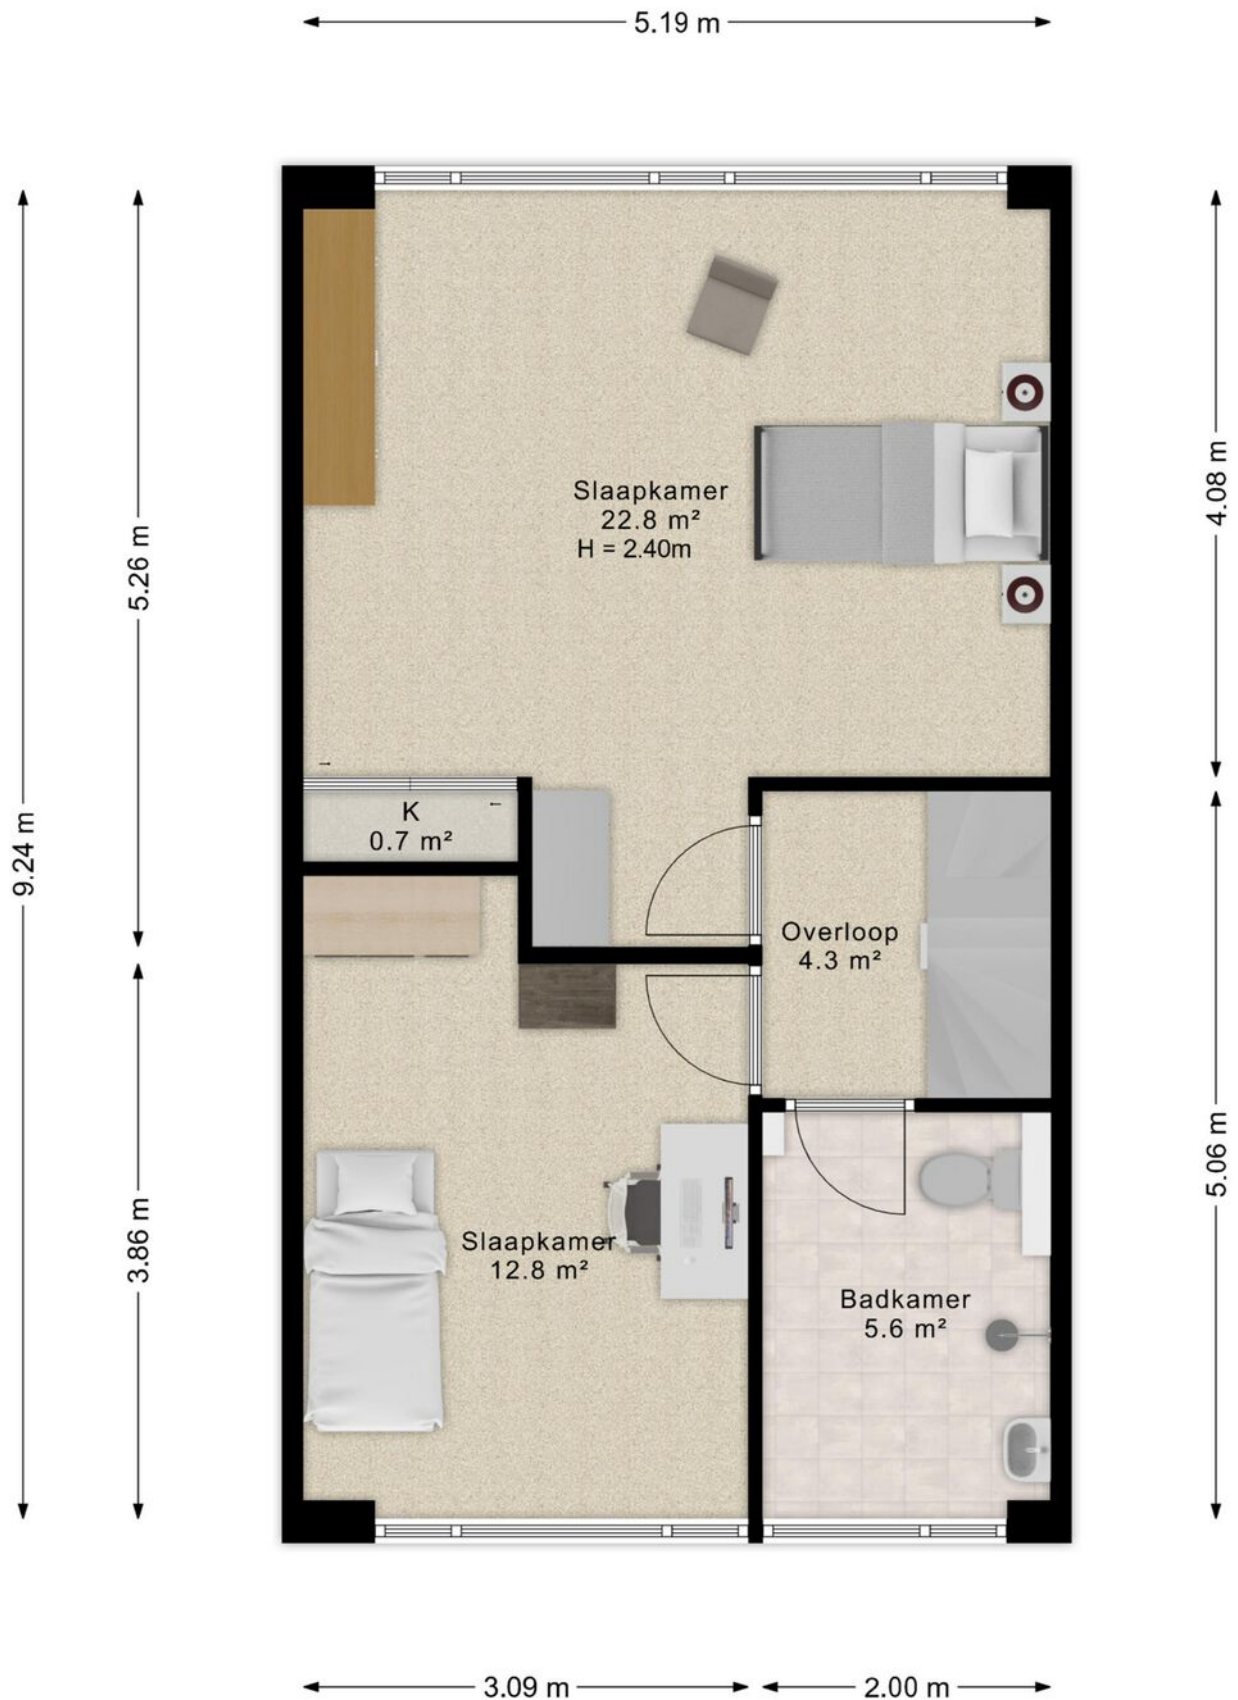 5.19 m
Slaapkamer
22.8 m²
H = 2.40m
4.08 m
5.26 m
9.24 m
K
0.7 m²
Overloop
4.3 m²
5.06 m
3.86 m
Slaapkamer
12.8 m²
Badkamer
5.6 m²
3.09 m
2.00 m